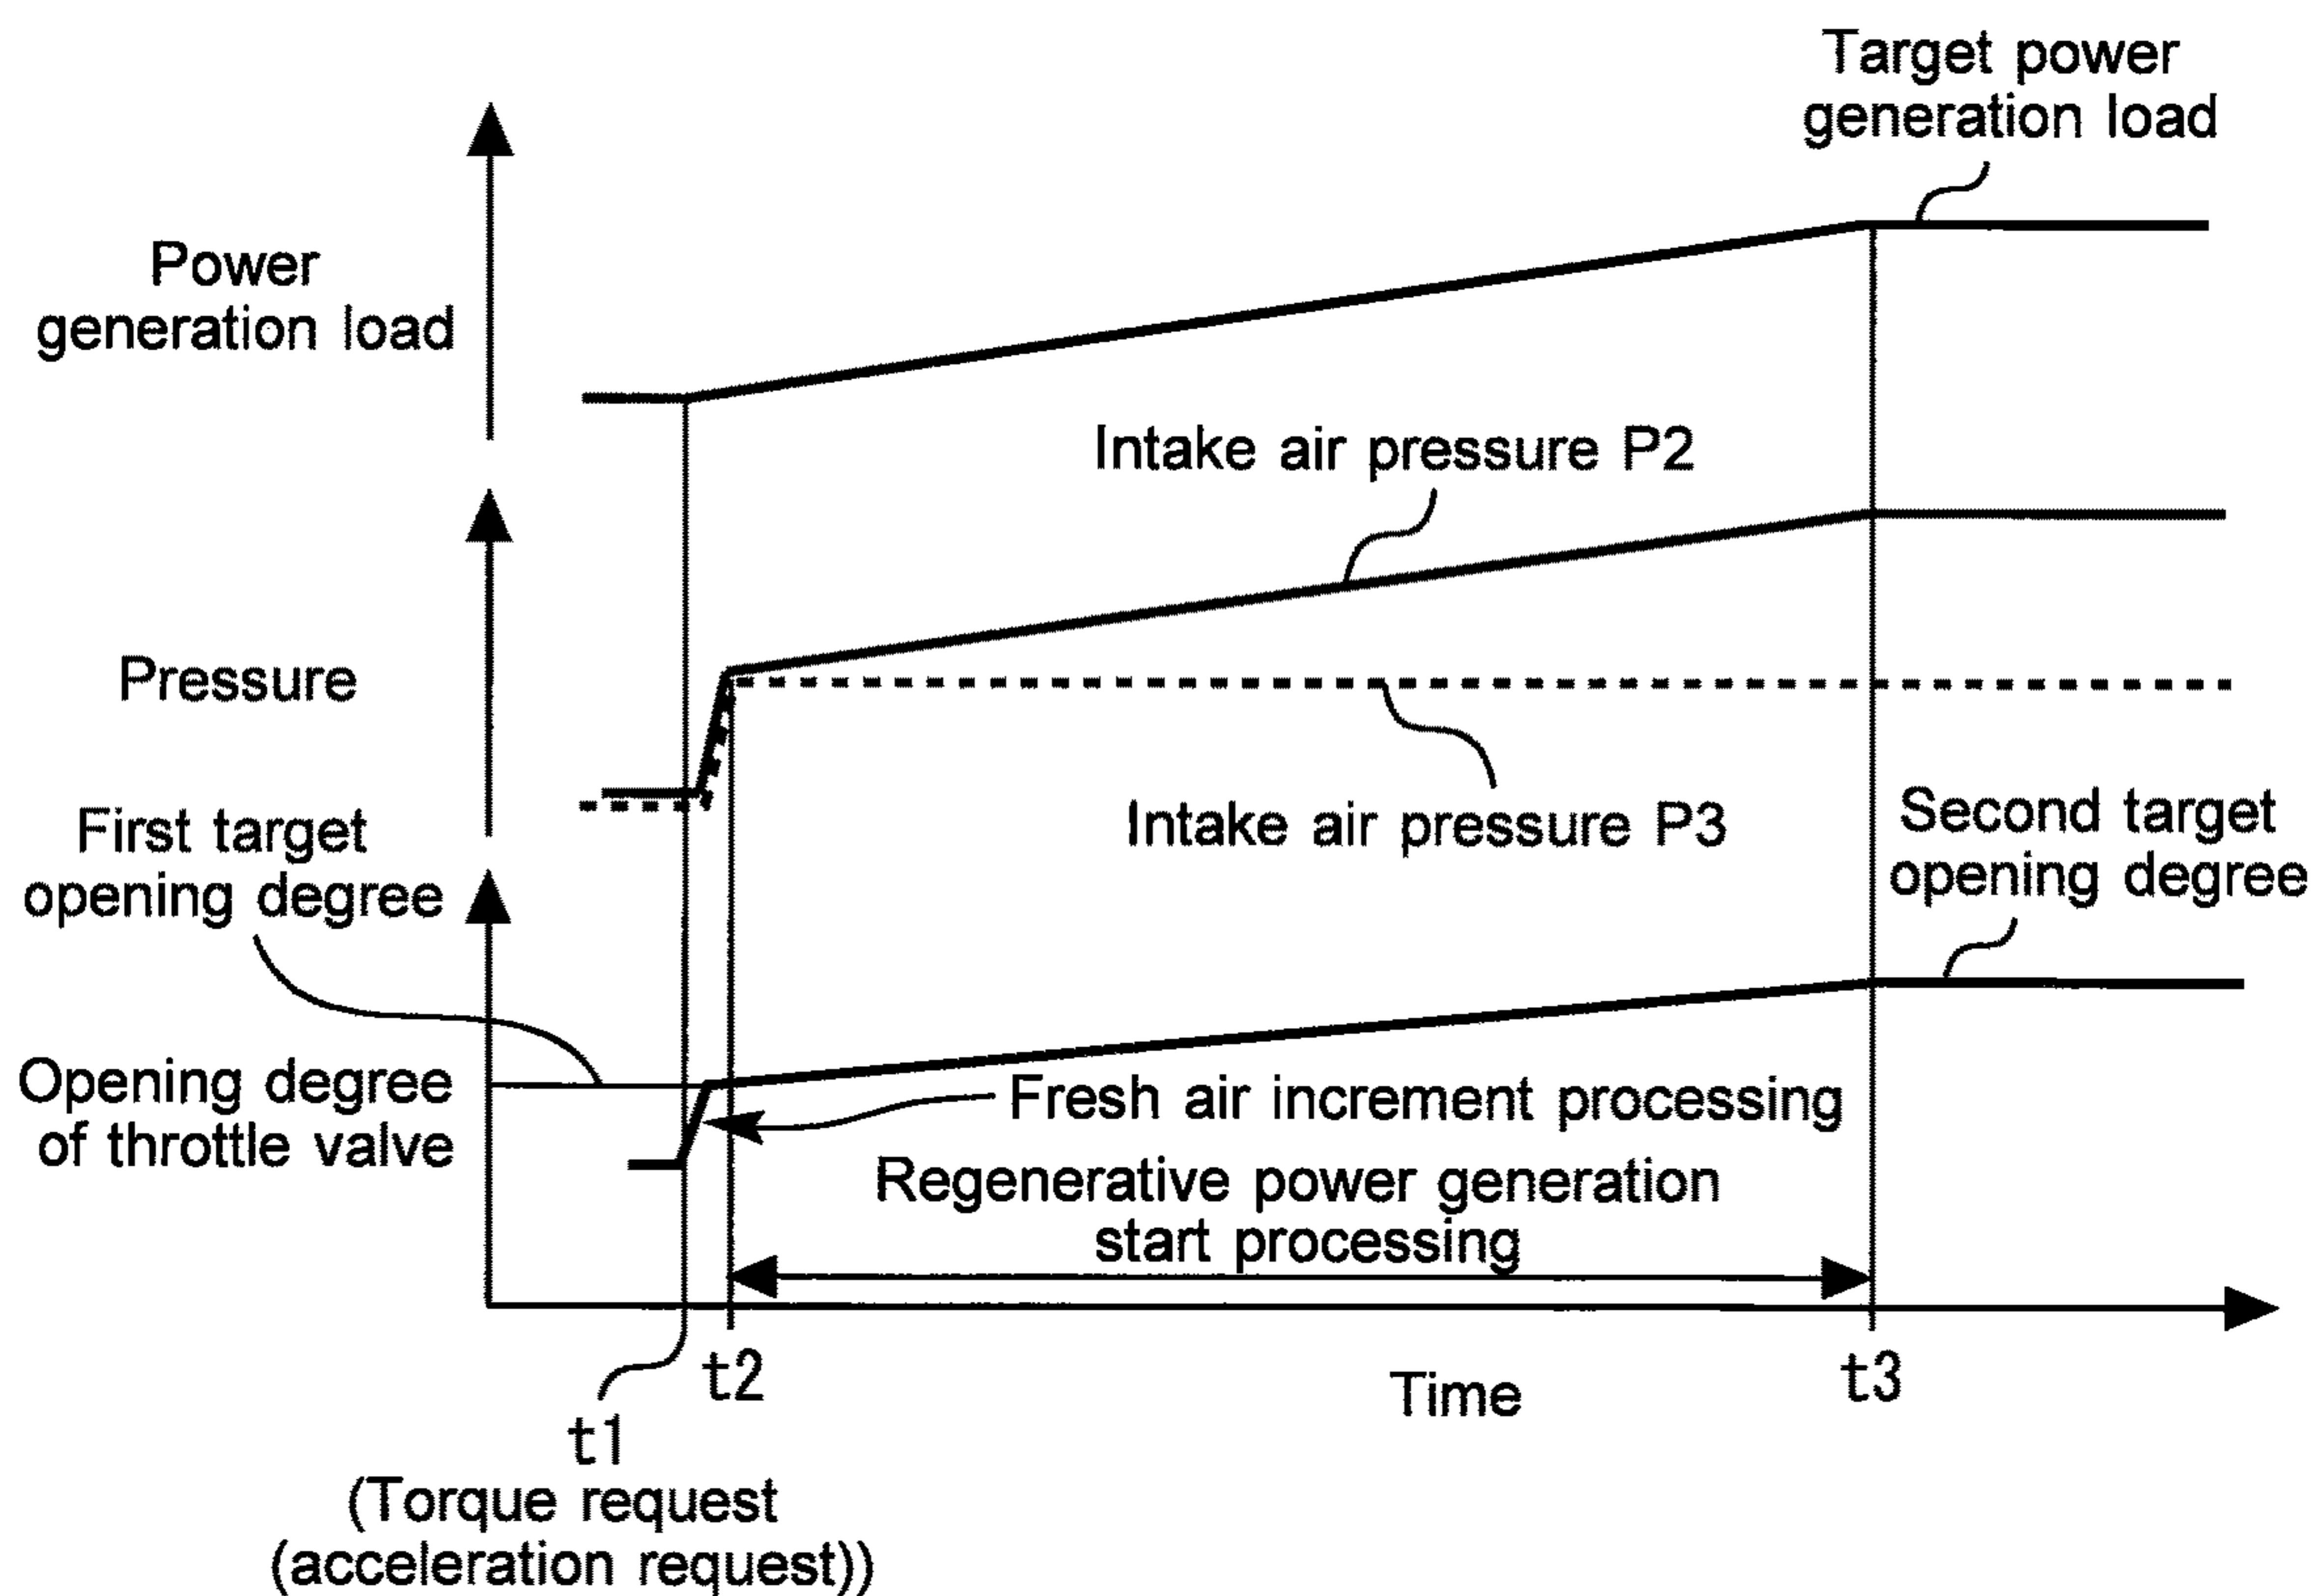 Target power
generation load
Power
generation load
Intake air pressure P2
Pressure
First target
opening degree
Intake air pressure P3
Second target
opening degree
Opening degree
of throttle valve
Fresh air increment processing
Regenerative power generation
start processing
t1
t2
Time
t3
(Torque request
(acceleration request))